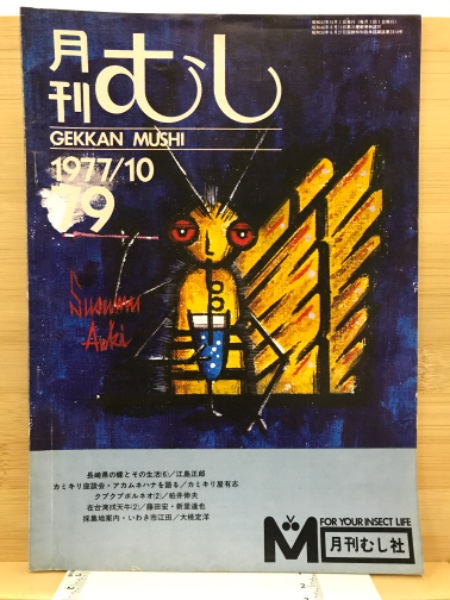 月刊むし
GEKKAN MUSHI
1977/10
79
Susumu
Aoki
長崎県の蝶とその生活(6)／江島正郎
カミキリ座談会・アカムネハナを語る／カミキリ屋有志
クブクブボルネオ(2)／柏井伸夫
在台湾找天牛(2)／藤田宏・新里達也
採集地案内・いわき市江田／大桃定洋
FOR YOUR INSECT LIFE
M
月刊むし社